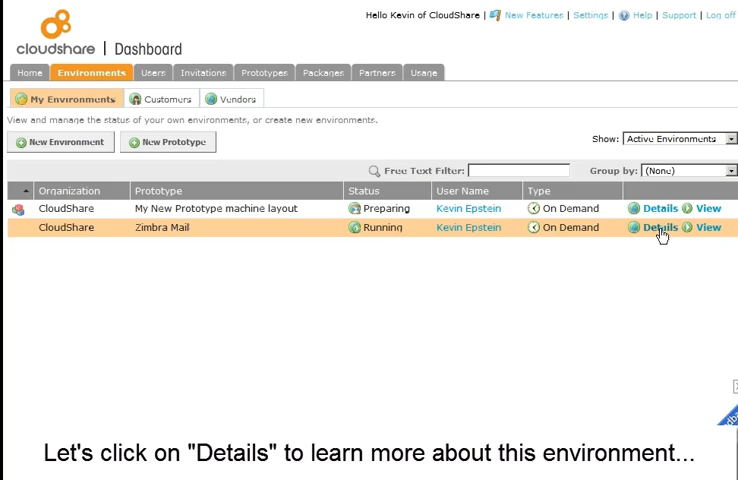 Hello Kevin of CloudShare | New Features | Settings | Help | Support | Log off
cloudshare | Dashboard
Home Environments Users Invitations Prototypes Packages Partners Usage
My Environments Customers Vendors
View and manage the status of your own environments, or create new environments.
New Environment New Prototype Show: Active Environments
Free Text Filter: Group by: (None)
Organization Prototype Status User Name Type
CloudShare My New Prototype machine layout Preparing Kevin Epstein On Demand Details View
CloudShare Zimbra Mail Running Kevin Epstein On Demand Details View
Let's click on "Details" to learn more about this environment...